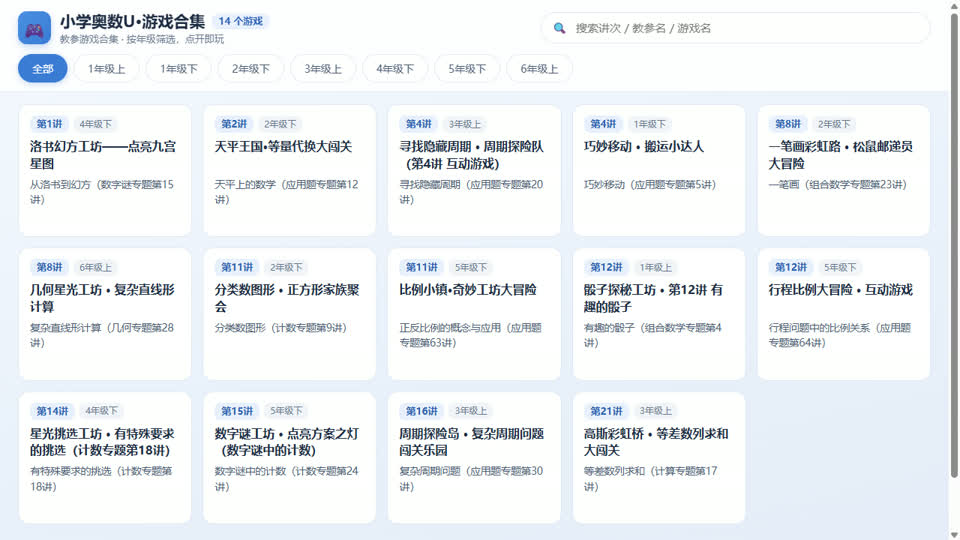 小学奥数U·游戏合集 14 个游戏
教参游戏合集 · 按年级筛选，点开即玩
搜索讲次 / 教参名 / 游戏名
全部 1年级上 1年级下 2年级下 3年级上 4年级下 5年级下 6年级上
第1讲 4年级下
洛书幻方工坊——点亮九宫
星图
从洛书到幻方（数字谜专题第15
讲）
第2讲 2年级下
天平王国·等量代换大闯关
天平上的数学（应用题专题第12
讲）
第4讲 3年级上
寻找隐藏周期·周期探险队
（第4讲 互动游戏）
寻找隐藏周期（应用题专题第20
讲）
第4讲 1年级下
巧妙移动·搬运小达人
巧妙移动（应用题专题第5讲）
第8讲 2年级下
一笔画彩虹路·松鼠邮递员
大冒险
一笔画（组合数学专题第23讲）
第8讲 6年级上
几何星光工坊·复杂直线形
计算
复杂直线形计算（几何专题第28
讲）
第11讲 2年级下
分类数图形·正方形家族聚
会
分类数图形（计数专题第9讲）
第11讲 5年级下
比例小镇·奇妙工坊大冒险
正反比例的概念与应用（应用题
专题第63讲）
第12讲 1年级上
骰子探秘工坊·第12讲 有
趣的骰子
有趣的骰子（组合数学专题第4
讲）
第12讲 5年级下
行程比例大冒险·互动游戏
行程问题中的比例关系（应用题
专题第64讲）
第14讲 4年级下
星光挑选工坊·有特殊要求
的挑选（计数专题第18讲）
有特殊要求的挑选（计数专题第
18讲）
第15讲 5年级下
数字谜工坊·点亮方案之灯
（数字谜中的计数）
数字谜中的计数（计数专题第24
讲）
第16讲 3年级上
周期探险岛·复杂周期问题
闯关乐园
复杂周期问题（应用题专题第30
讲）
第21讲 3年级上
高斯彩虹桥·等差数列求和
大闯关
等差数列求和（计算专题第17
讲）